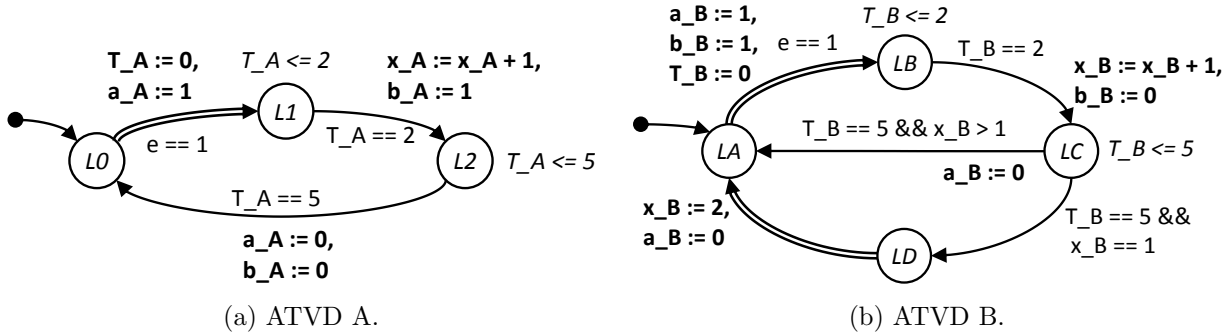 T_A := 0,
a_A := 1
T_A <= 2
x_A := x_A + 1,
b_A := 1
L1
e == 1
T_A == 2
L0
L2
T_A <= 5
T_A == 5
a_A := 0,
b_A := 0
(a) ATVD A.
a_B := 1,
b_B := 1,
T_B := 0
T_B <= 2
e == 1
LB
T_B == 2
x_B := x_B + 1,
b_B := 0
T_B == 5 && x_B > 1
LA
LC
T_B <= 5
a_B := 0
x_B := 2,
a_B := 0
T_B == 5 &&
x_B == 1
LD
(b) ATVD B.